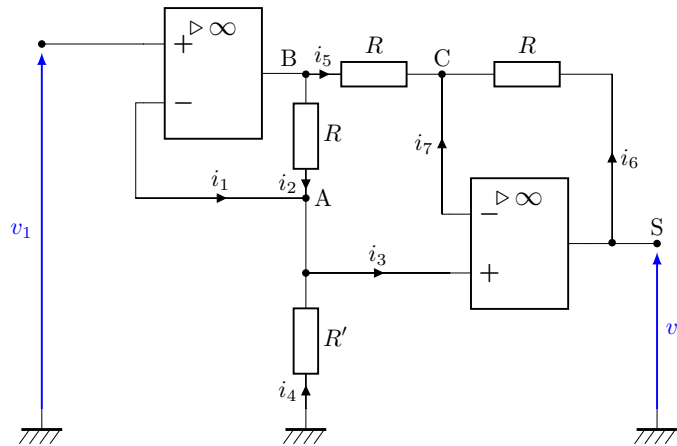 ▷ ∞
+
−
B
i₅
R
C
R
R
i₇
i₆
i₁
i₂
A
▷ ∞
v₁
−
S
i₃
+
R′
v
i₄